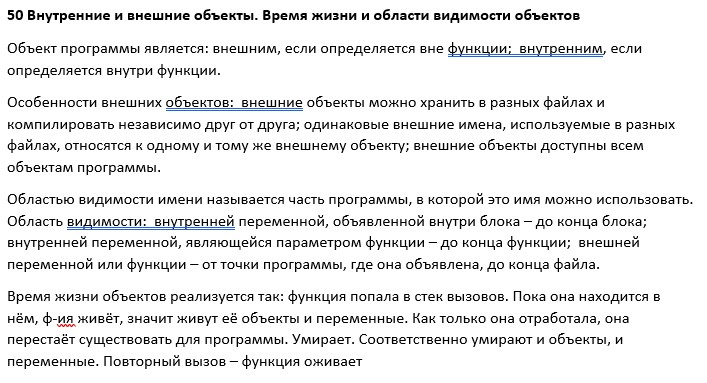 50 Внутренние и внешние объекты. Время жизни и области видимости объектов
Объект программы является: внешним, если определяется вне функции;  внутренним, если
определяется внутри функции.
Особенности внешних объектов:  внешние объекты можно хранить в разных файлах и
компилировать независимо друг от друга; одинаковые внешние имена, используемые в разных
файлах, относятся к одному и тому же внешнему объекту; внешние объекты доступны всем
объектам программы.
Областью видимости имени называется часть программы, в которой это имя можно использовать.
Область видимости:  внутренней переменной, объявленной внутри блока – до конца блока;
внутренней переменной, являющейся параметром функции – до конца функции;  внешней
переменной или функции – от точки программы, где она объявлена, до конца файла.
Время жизни объектов реализуется так: функция попала в стек вызовов. Пока она находится в
нём, ф-ия живёт, значит живут её объекты и переменные. Как только она отработала, она
перестаёт существовать для программы. Умирает. Соответственно умирают и объекты, и
переменные. Повторный вызов – функция оживает